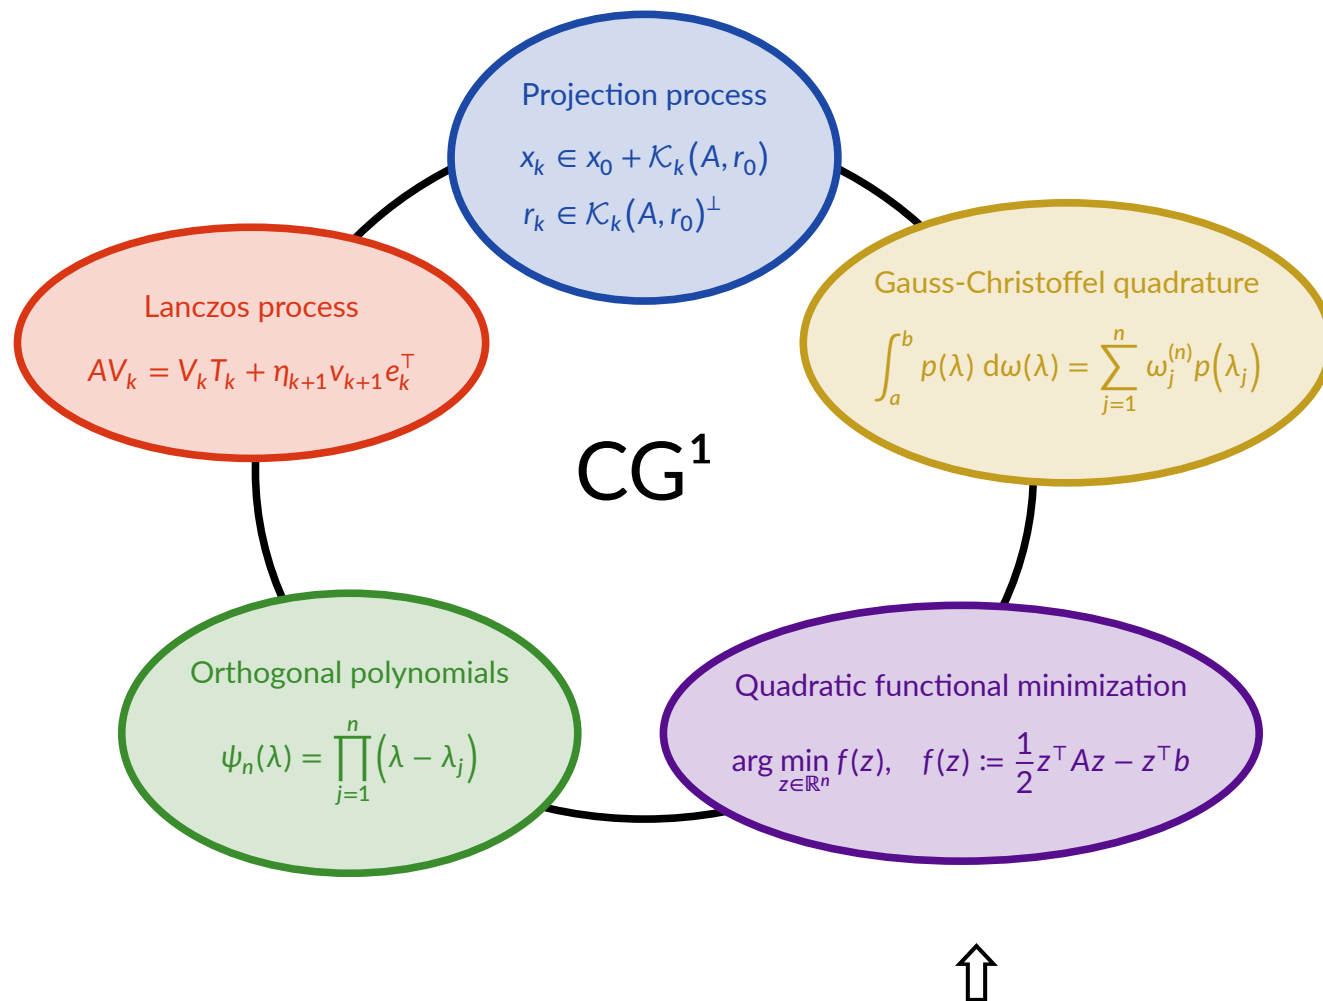 Projection process
x_k ∈ x_0 + 𝒦_k(A, r_0)
r_k ∈ 𝒦_k(A, r_0)^⊥
Lanczos process
AV_k = V_k T_k + η_{k+1} v_{k+1} e_k^⊤
Gauss-Christoffel quadrature
∫_a^b p(λ) dω(λ) = ∑_{j=1}^n ω_j^{(n)} p(λ_j)
CG^1
Orthogonal polynomials
ψ_n(λ) = ∏_{j=1}^n (λ − λ_j)
Quadratic functional minimization
arg min_{z∈ℝ^n} f(z), f(z) := 1/2 z^⊤ Az − z^⊤ b